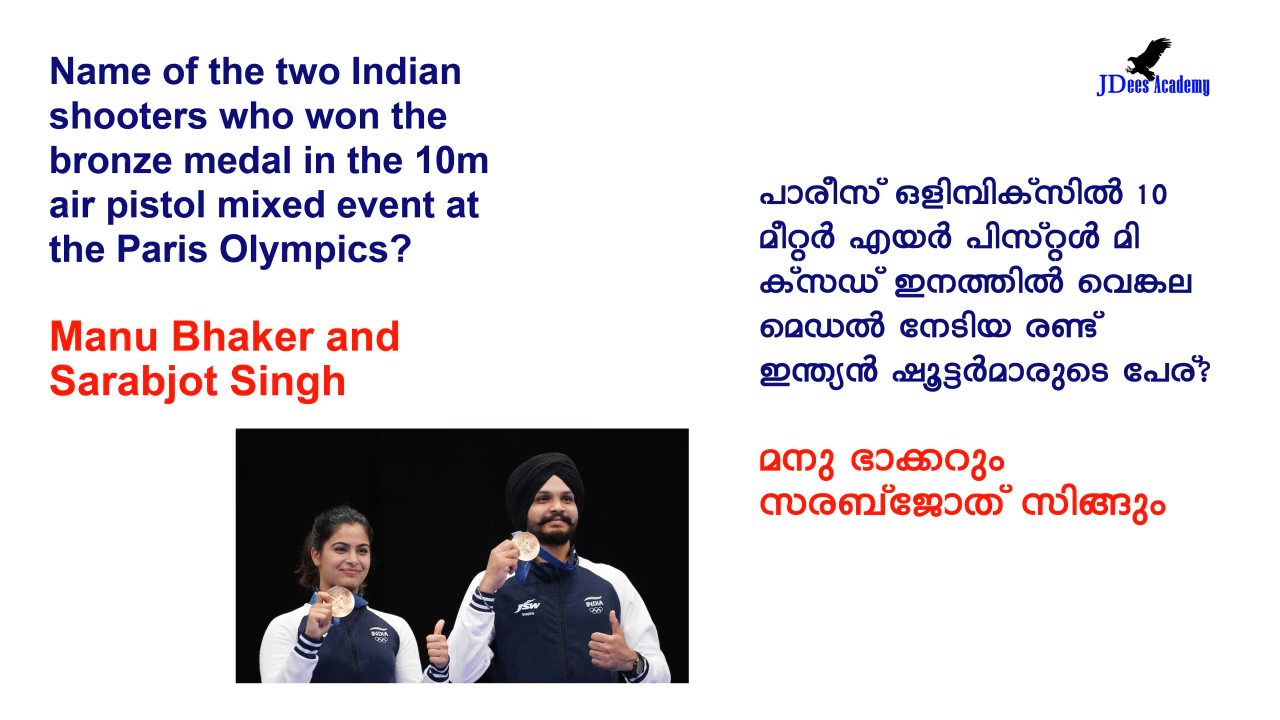 Name of the two Indian
shooters who won the
bronze medal in the 10m
air pistol mixed event at
the Paris Olympics?
Manu Bhaker and
Sarabjot Singh
JDees Academy
പാരീസ് ഒളിമ്പിക്സിൽ 10
മീറ്റർ എയർ പിസ്റ്റൾ മി
ക്സഡ് ഇനത്തിൽ വെങ്കല
മെഡൽ നേടിയ രണ്ട്
ഇന്ത്യൻ ഷൂട്ടർമാരുടെ പേര്?
മനു ഭാക്കറും
സരബ്ജോത് സിങ്ങും
INDIA
JSW
INDIA